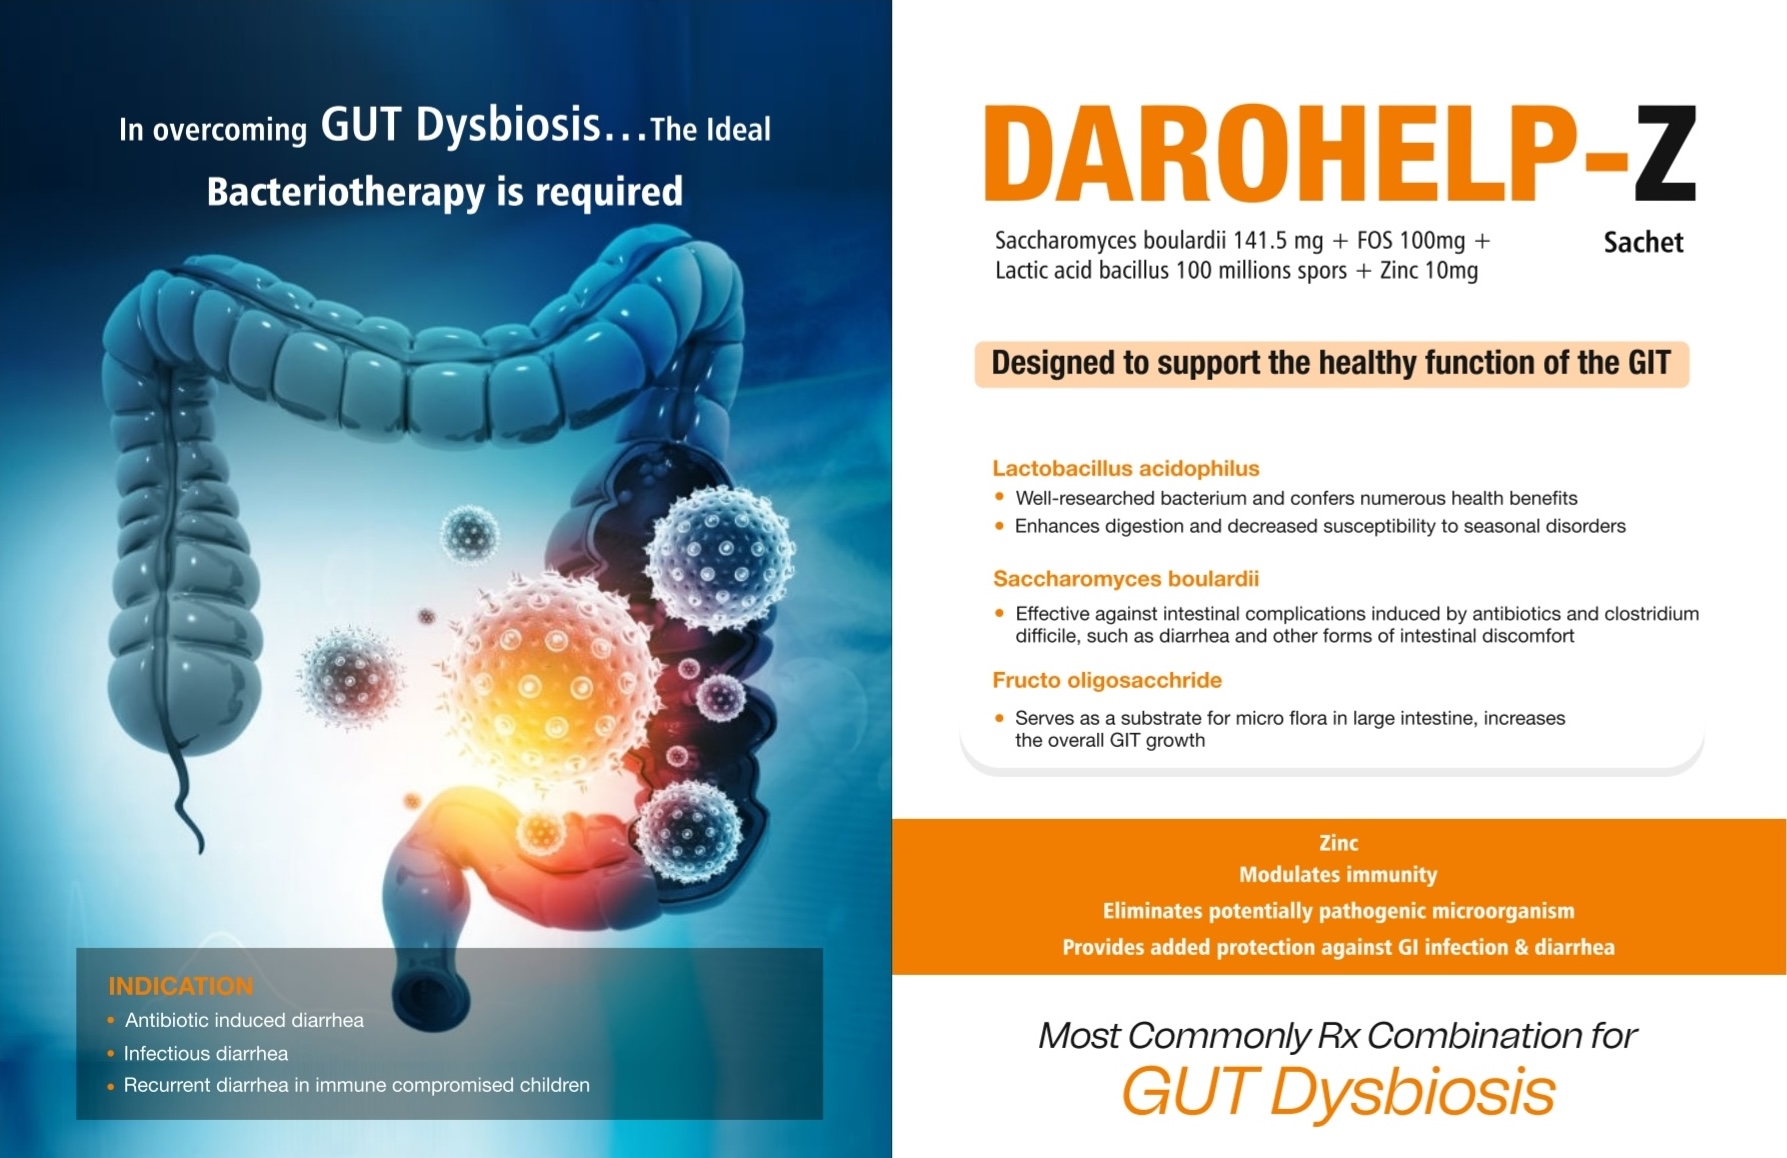 In overcoming GUT Dysbiosis...The Ideal
Bacteriotherapy is required
INDICATION
• Antibiotic induced diarrhea
• Infectious diarrhea
• Recurrent diarrhea in immune compromised children
DAROHELP-Z
Sachet
Saccharomyces boulardii 141.5 mg + FOS 100mg +
Lactic acid bacillus 100 millions spors + Zinc 10mg
Designed to support the healthy function of the GIT
Lactobacillus acidophilus
• Well-researched bacterium and confers numerous health benefits
• Enhances digestion and decreased susceptibility to seasonal disorders
Saccharomyces boulardii
• Effective against intestinal complications induced by antibiotics and clostridium
difficile, such as diarrhea and other forms of intestinal discomfort
Fructo oligosacchride
• Serves as a substrate for micro flora in large intestine, increases
the overall GIT growth
Zinc
Modulates immunity
Eliminates potentially pathogenic microorganism
Provides added protection against GI infection & diarrhea
Most Commonly Rx Combination for
GUT Dysbiosis